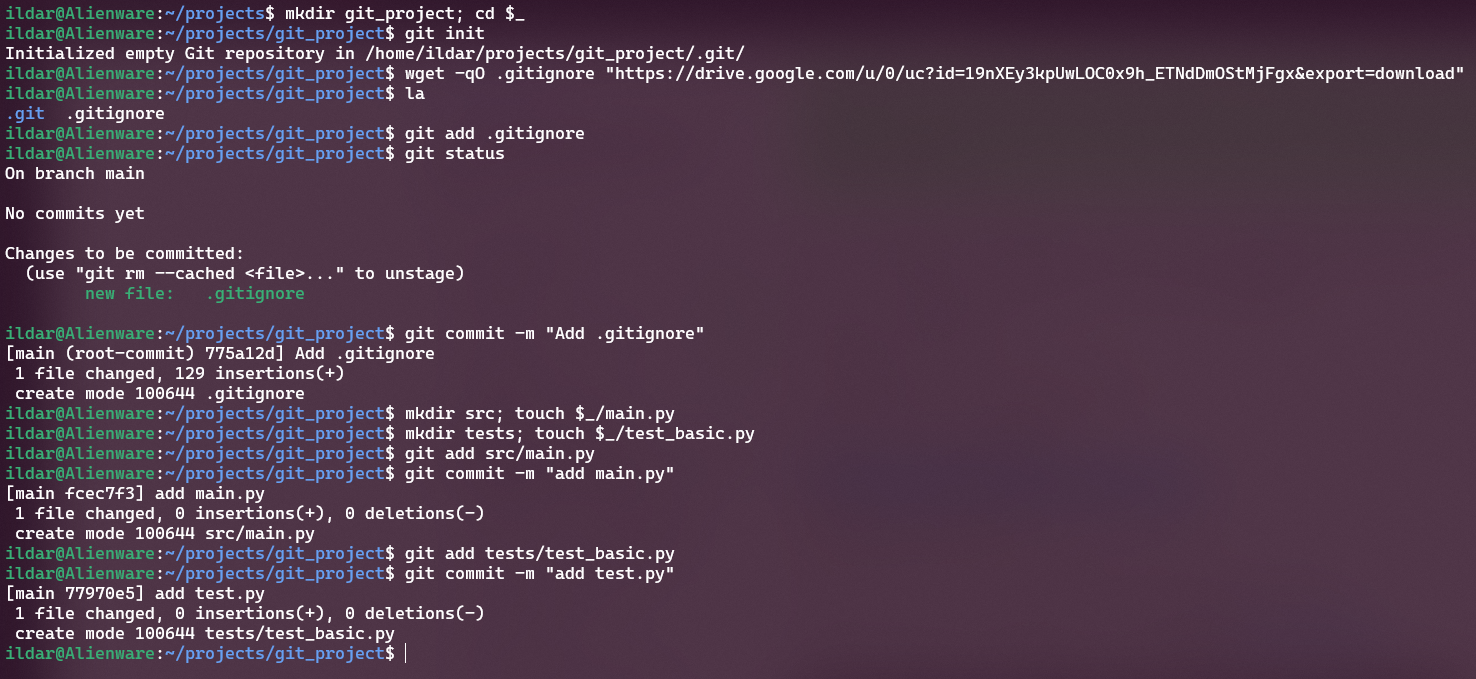 ildar@Alienware:~/projects$ mkdir git_project; cd $_
ildar@Alienware:~/projects/git_project$ git init
Initialized empty Git repository in /home/ildar/projects/git_project/.git/
ildar@Alienware:~/projects/git_project$ wget -qO .gitignore "https://drive.google.com/u/0/uc?id=19nXEy3kpUwLOC0x9h_ETNdDmOStMjFgx&export=download"
ildar@Alienware:~/projects/git_project$ la
.git  .gitignore
ildar@Alienware:~/projects/git_project$ git add .gitignore
ildar@Alienware:~/projects/git_project$ git status
On branch main

No commits yet

Changes to be committed:
  (use "git rm --cached <file>..." to unstage)
        new file:   .gitignore

ildar@Alienware:~/projects/git_project$ git commit -m "Add .gitignore"
[main (root-commit) 775a12d] Add .gitignore
 1 file changed, 129 insertions(+)
 create mode 100644 .gitignore
ildar@Alienware:~/projects/git_project$ mkdir src; touch $_/main.py
ildar@Alienware:~/projects/git_project$ mkdir tests; touch $_/test_basic.py
ildar@Alienware:~/projects/git_project$ git add src/main.py
ildar@Alienware:~/projects/git_project$ git commit -m "add main.py"
[main fcec7f3] add main.py
 1 file changed, 0 insertions(+), 0 deletions(-)
 create mode 100644 src/main.py
ildar@Alienware:~/projects/git_project$ git add tests/test_basic.py
ildar@Alienware:~/projects/git_project$ git commit -m "add test.py"
[main 77970e5] add test.py
 1 file changed, 0 insertions(+), 0 deletions(-)
 create mode 100644 tests/test_basic.py
ildar@Alienware:~/projects/git_project$